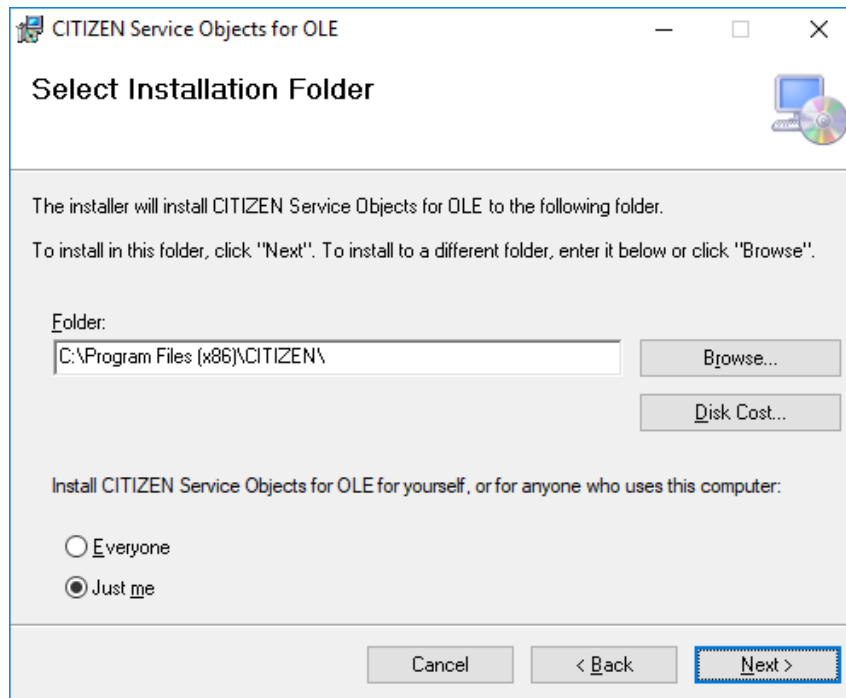 CITIZEN Service Objects for OLE
Select Installation Folder
The installer will install CITIZEN Service Objects for OLE to the following folder.
To install in this folder, click "Next". To install to a different folder, enter it below or click "Browse".
Folder:
C:\Program Files (x86)\CITIZEN\
Browse...
Disk Cost...
Install CITIZEN Service Objects for OLE for yourself, or for anyone who uses this computer:
Everyone
Just me
Cancel
< Back
Next >